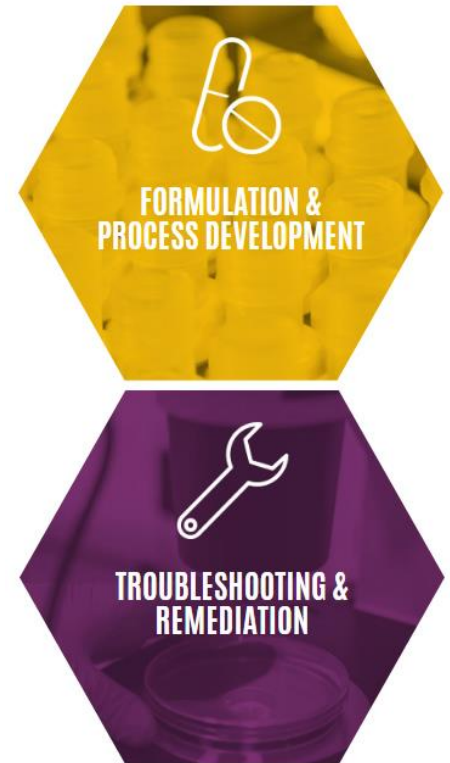 FORMULATION &
PROCESS DEVELOPMENT
TROUBLESHOOTING &
REMEDIATION